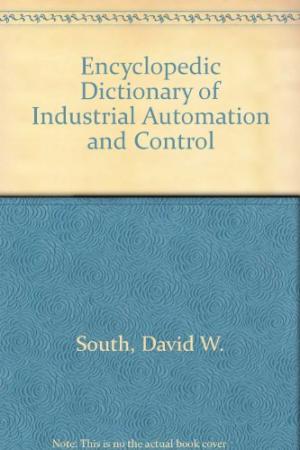 Encyclopedic
Dictionary of
Industrial Automation
and Control
South, David W.
Note: This is no the actual book cover